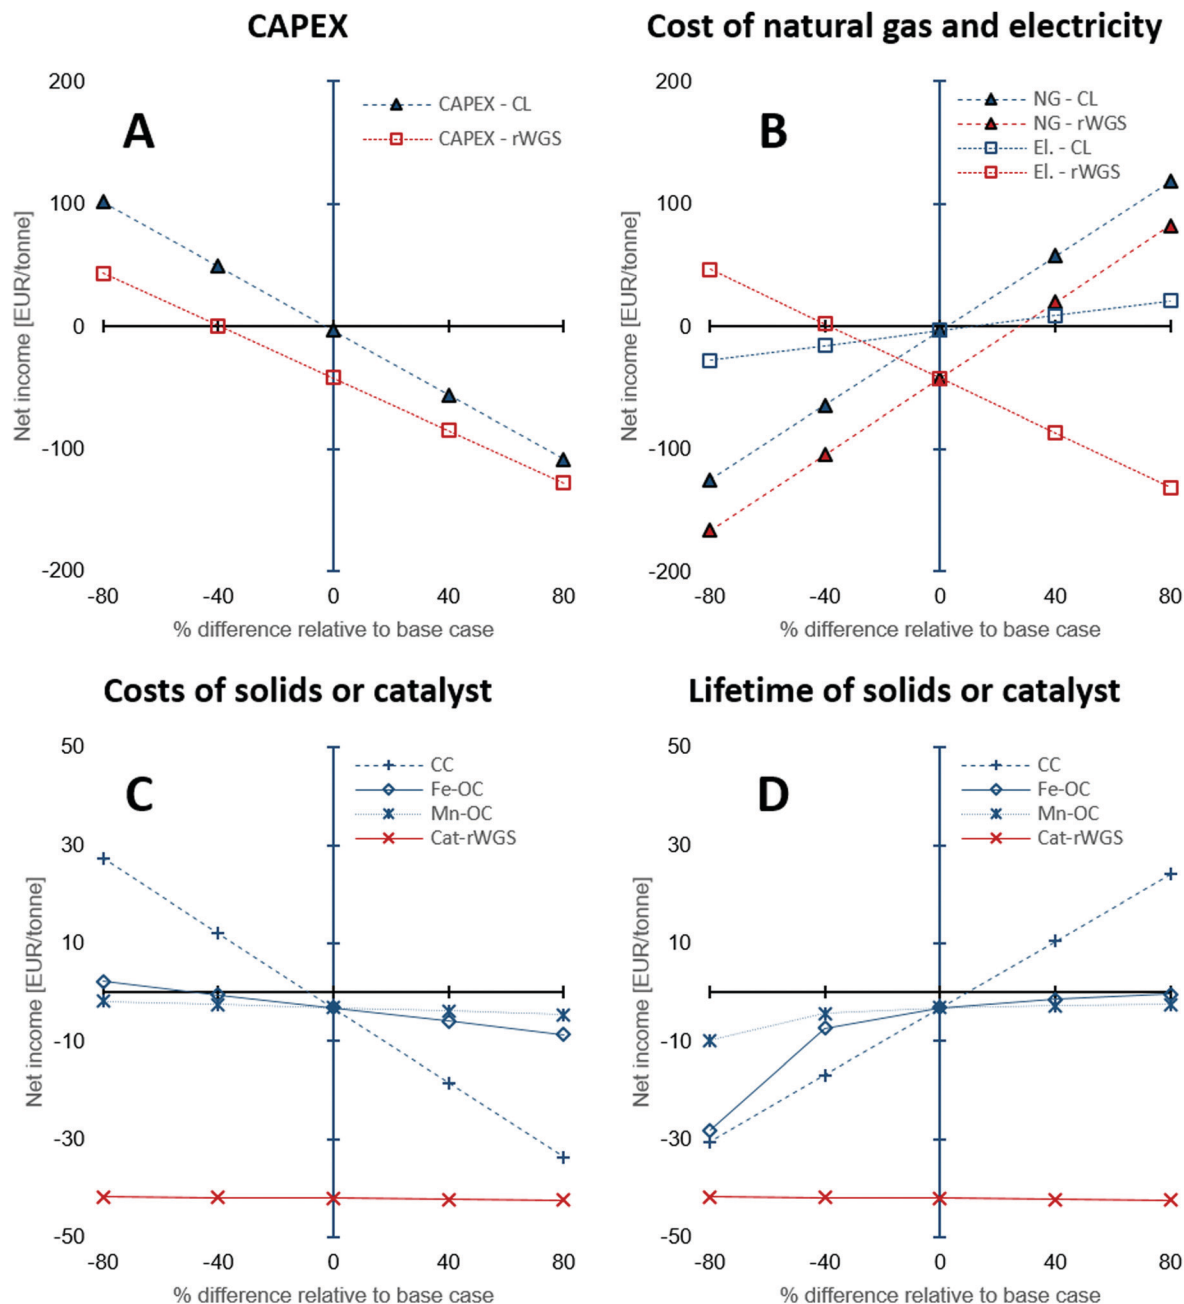 CAPEX
Cost of natural gas and electricity
A
CAPEX - CL
CAPEX - rWGS
200
100
0
-100
-200
-80 -40 0 40 80
Net income [EUR/tonne]
% difference relative to base case
B
NG - CL
NG - rWGS
El. - CL
El. - rWGS
200
100
0
-100
-200
-80 -40 0 40 80
Net income [EUR/tonne]
% difference relative to base case
Costs of solids or catalyst
Lifetime of solids or catalyst
C
CC
Fe-OC
Mn-OC
Cat-rWGS
50
30
10
-10
-30
-50
-80 -40 0 40 80
Net income [EUR/tonne]
% difference relative to base case
D
CC
Fe-OC
Mn-OC
Cat-rWGS
50
30
10
-10
-30
-50
-80 -40 0 40 80
Net income [EUR/tonne]
% difference relative to base case